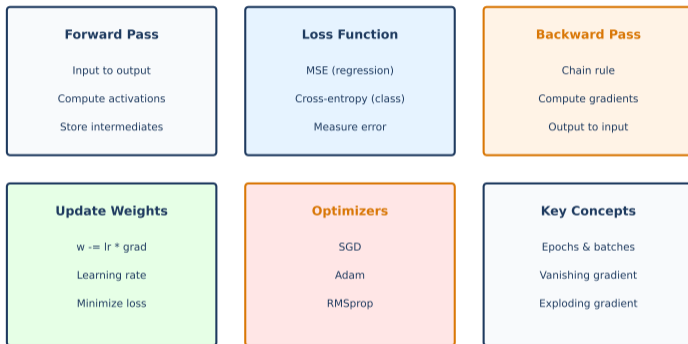 Forward Pass
Input to output
Compute activations
Store intermediates
Loss Function
MSE (regression)
Cross-entropy (class)
Measure error
Backward Pass
Chain rule
Compute gradients
Output to input
Update Weights
w -= lr * grad
Learning rate
Minimize loss
Optimizers
SGD
Adam
RMSprop
Key Concepts
Epochs & batches
Vanishing gradient
Exploding gradient